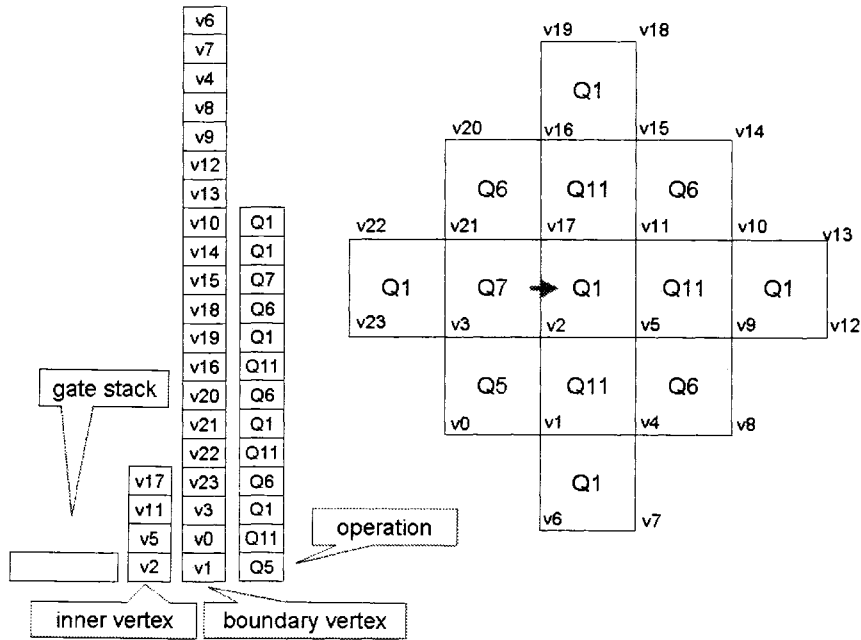 v6
v7
v4
v8
v9
v12
v13
v10 Q1
v14 Q1
v15 Q7
v18 Q6
v19 Q1
v16 Q11
v20 Q6
v21 Q1
v22 Q11
v17 v23 Q6
v11 v3 Q1
v5 v0 Q11
v2 v1 Q5
gate stack
operation
inner vertex
boundary vertex
v19 v18
Q1
v20 v16 v15 v14
Q6 Q11 Q6
v22 v21 v17 v11 v10 v13
Q1 Q7 Q1 Q11 Q1
v23 v3 v2 v5 v9 v12
Q5 Q11 Q6
v0 v1 v4 v8
Q1
v6 v7